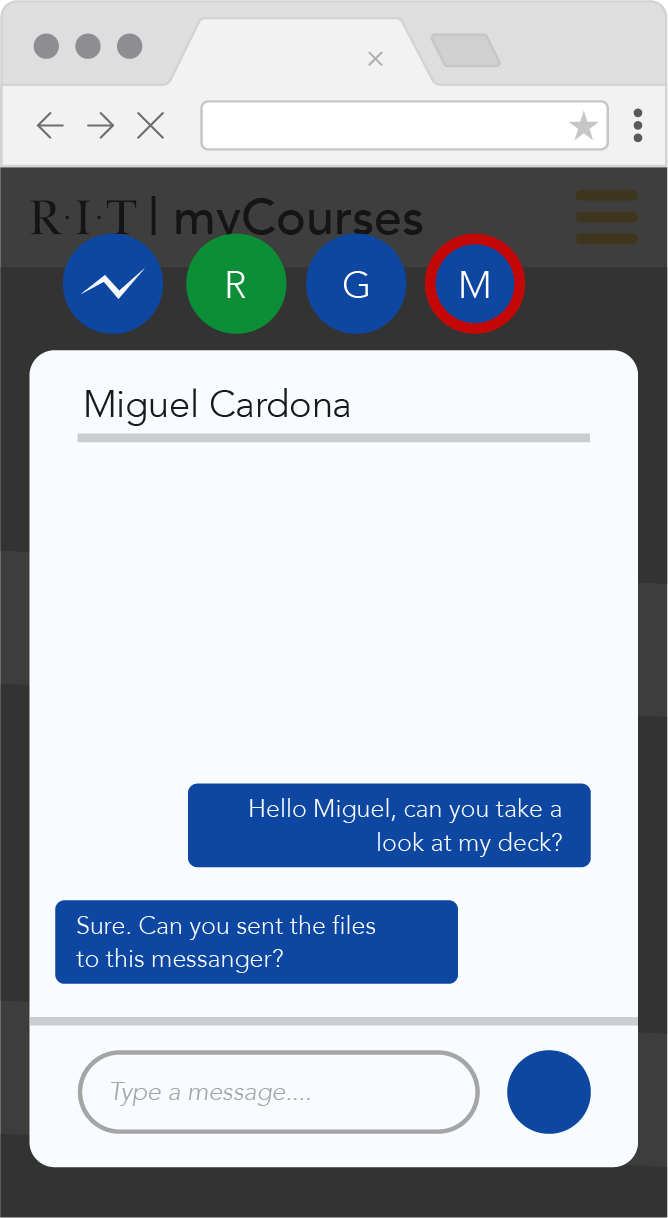 R·I·T | myCourses
R
G
M
Miguel Cardona
Hello Miguel, can you take a
look at my deck?
Sure. Can you sent the files
to this messanger?
Type a message....